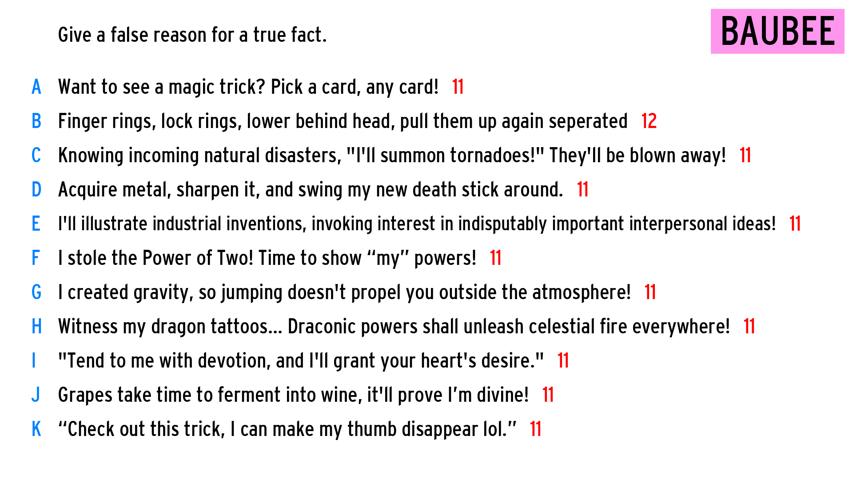 Give a false reason for a true fact.
BAUBEE
A Want to see a magic trick? Pick a card, any card! 11
B Finger rings, lock rings, lower behind head, pull them up again seperated 12
C Knowing incoming natural disasters, "I'll summon tornadoes!" They'll be blown away! 11
D Acquire metal, sharpen it, and swing my new death stick around. 11
E I'll illustrate industrial inventions, invoking interest in indisputably important interpersonal ideas! 11
F I stole the Power of Two! Time to show “my” powers! 11
G I created gravity, so jumping doesn't propel you outside the atmosphere! 11
H Witness my dragon tattoos... Draconic powers shall unleash celestial fire everywhere! 11
I "Tend to me with devotion, and I'll grant your heart's desire." 11
J Grapes take time to ferment into wine, it'll prove I’m divine! 11
K “Check out this trick, I can make my thumb disappear lol.” 11